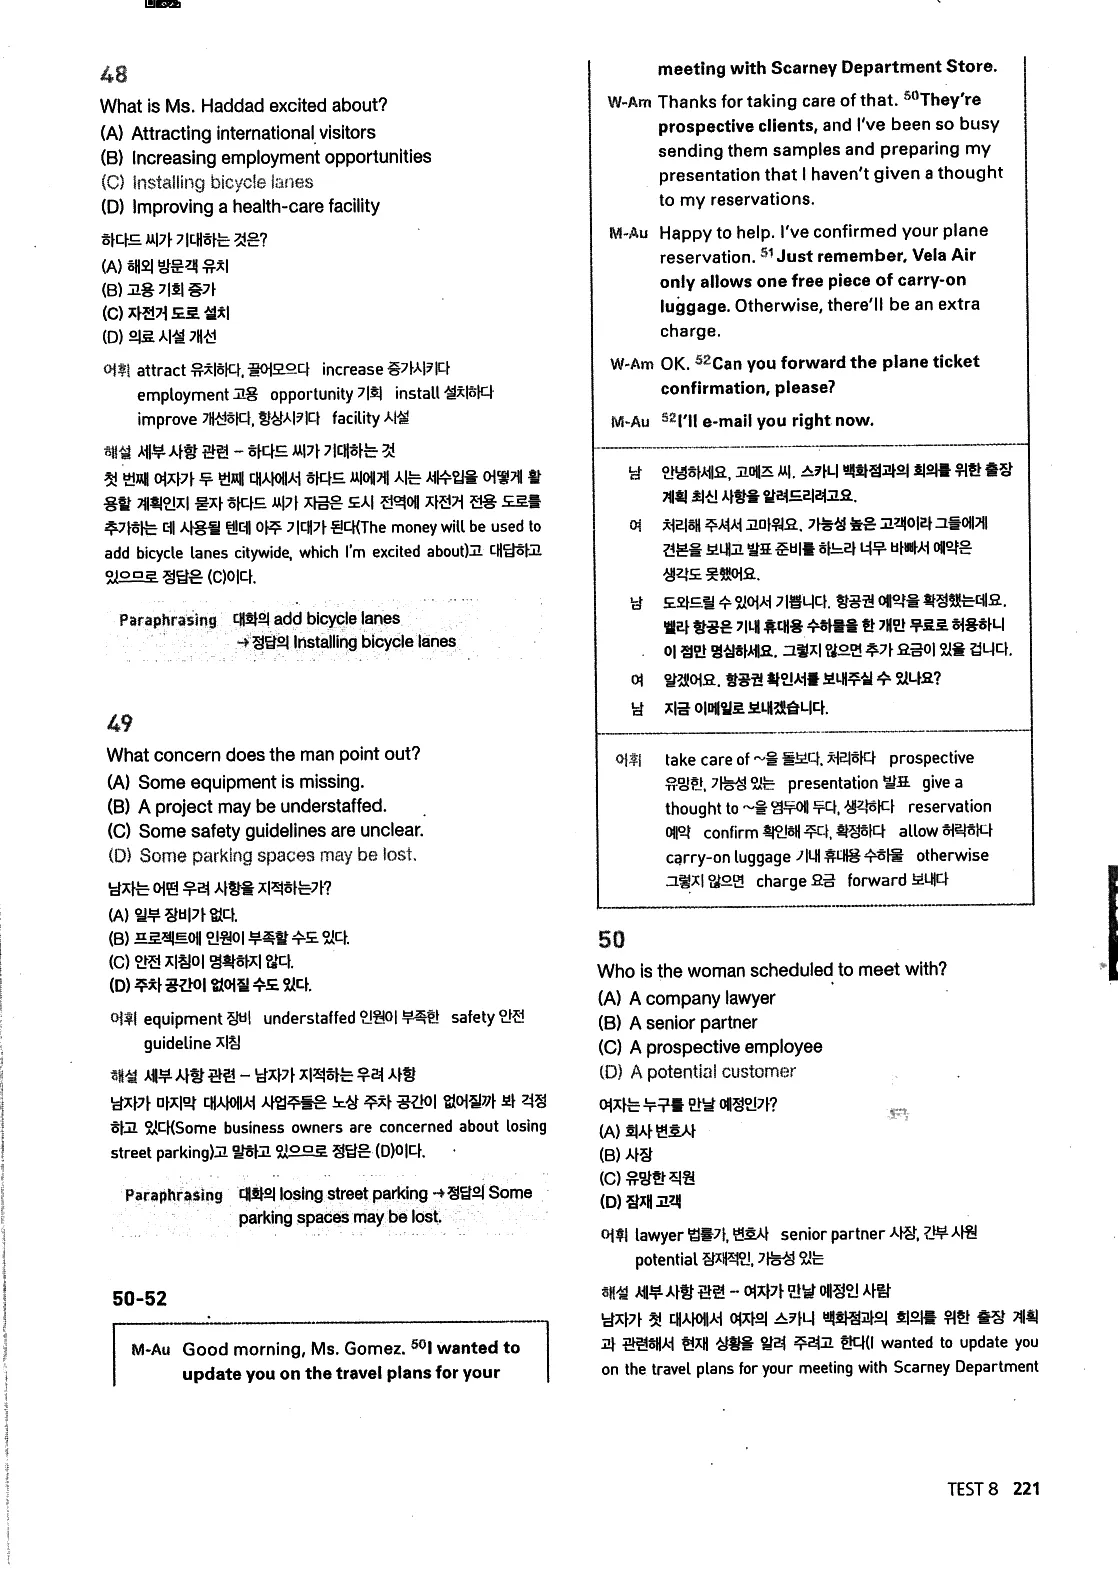 48
What is Ms. Haddad excited about?
(A) Attracting international visitors
(B) Increasing employment opportunities
(C) Installing bicycle lanes
(D) Improving a health-care facility
하다드 씨가 기대하는 것은?
(A) 해외 방문객 유치
(B) 고용 기회 증가
(C) 자전거 도로 설치
(D) 의료 시설 개선
어휘 attract 유치하다, 끌어모으다 increase 증가시키다
employment 고용 opportunity 기회 install 설치하다
improve 개선하다, 향상시키다 facility 시설
해설 세부 사항 관련 – 하다드 씨가 기대하는 것
첫 번째 여자가 두 번째 대사에서 하다드 씨에게 시는 세수입을 어떻게 활
용할 계획인지 묻자 하다드 씨가 자금은 도시 전역에 자전거 전용 도로를
추가하는 데 사용될 텐데 아주 기대가 된다(The money will be used to
add bicycle lanes citywide, which I'm excited about)고 대답하고
있으므로 정답은 (C)이다.
Paraphrasing 대화의 add bicycle lanes
→ 정답의 Installing bicycle lanes
49
What concern does the man point out?
(A) Some equipment is missing.
(B) A project may be understaffed.
(C) Some safety guidelines are unclear.
(D) Some parking spaces may be lost.
남자는 어떤 우려 사항을 지적하는가?
(A) 일부 장비가 없다.
(B) 프로젝트에 인원이 부족할 수도 있다.
(C) 안전 지침이 명확하지 않다.
(D) 주차 공간이 없어질 수도 있다.
어휘 equipment 장비 understaffed 인원이 부족한 safety 안전
guideline 지침
해설 세부 사항 관련 – 남자가 지적하는 우려 사항
남자가 마지막 대사에서 사업주들은 노상 주차 공간이 없어질까 봐 걱정
하고 있다(Some business owners are concerned about losing
street parking)고 말하고 있으므로 정답은 (D)이다.
Paraphrasing 대화의 losing street parking → 정답의 Some
parking spaces may be lost.
50-52
M-Au Good morning, Ms. Gomez. 50I wanted to
update you on the travel plans for your
meeting with Scarney Department Store.
W-Am Thanks for taking care of that. 50They're
prospective clients, and I've been so busy
sending them samples and preparing my
presentation that I haven't given a thought
to my reservations.
M-Au Happy to help. I've confirmed your plane
reservation. 51Just remember, Vela Air
only allows one free piece of carry-on
luggage. Otherwise, there'll be an extra
charge.
W-Am OK. 52Can you forward the plane ticket
confirmation, please?
M-Au 52I'll e-mail you right now.
남 안녕하세요, 고메즈 씨. 스카니 백화점과의 회의를 위한 출장
계획 최신 사항을 알려드리려고요.
여 처리해 주셔서 고마워요. 가능성 높은 고객이라 그들에게
견본을 보내고 발표 준비를 하느라 너무 바빠서 예약은
생각도 못했어요.
남 도와드릴 수 있어서 기쁩니다. 항공권 예약을 확정했는데요.
벨라 항공은 기내 휴대용 수하물을 한 개만 무료로 허용하니
이 점만 명심하세요. 그렇지 않으면 추가 요금이 있을 겁니다.
여 알겠어요. 항공권 확인서를 보내주실 수 있나요?
남 지금 이메일로 보내겠습니다.
어휘 take care of ~을 돌보다, 처리하다 prospective
유망한, 가능성 있는 presentation 발표 give a
thought to ~을 염두에 두다, 생각하다 reservation
예약 confirm 확인해 주다, 확정하다 allow 허락하다
carry-on luggage 기내 휴대용 수하물 otherwise
그렇지 않으면 charge 요금 forward 보내다
50
Who is the woman scheduled to meet with?
(A) A company lawyer
(B) A senior partner
(C) A prospective employee
(D) A potential customer
여자는 누구를 만날 예정인가?
(A) 회사 변호사
(B) 사장
(C) 유망한 직원
(D) 잠재 고객
어휘 lawyer 법률가, 변호사 senior partner 사장, 간부 사원
potential 잠재적인, 가능성 있는
해설 세부 사항 관련 – 여자가 만날 예정인 사람
남자가 첫 대사에서 여자의 스카니 백화점과의 회의를 위한 출장 계획
과 관련해서 현재 상황을 알려 주려고 한다(I wanted to update you
on the travel plans for your meeting with Scarney Department
TEST 8 221